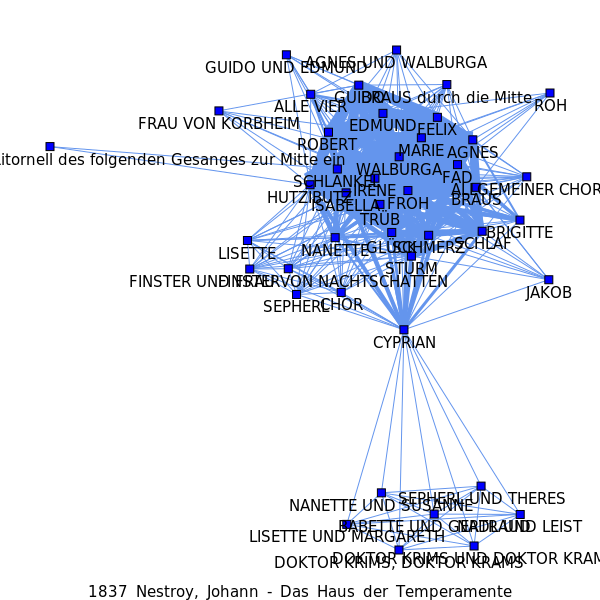 AGNES UND WALBURGA
GUIDO UND EDMUND
GUIDO
BRAUS durch die Mitte
ROH
ALLE VIER
FRAU VON KORBHEIM
EDMUND
FELIX
ROBERT
MARIE
AGNES
itornell des folgenden Gesanges zur Mitte ein
WALBURGA
SCHLANKEL
FAD
IRENE
ALLGEMEINER CHOR
HUTZIBUTZ
ISABELLA
FROH
BRAUS
TRÜB
BRIGITTE
LISETTE
NANETTE
GLÜCK
SCHMERZ
SCHLAF
STURM
FINSTER UND FRAU
FINSTER
VON NACHTSCHATTEN
JAKOB
SEPHERL
CHOR
CYPRIAN
NANETTE UND SUSANNE
SEPHERL UND THERES
BABETTE UND GERTRAUD
NADL UND LEIST
LISETTE UND MARGARETH
DOKTOR KRIMS UND DOKTOR KRAM
DOKTOR KRIMS, DOKTOR KRAMS
1837 Nestroy, Johann - Das Haus der Temperamente